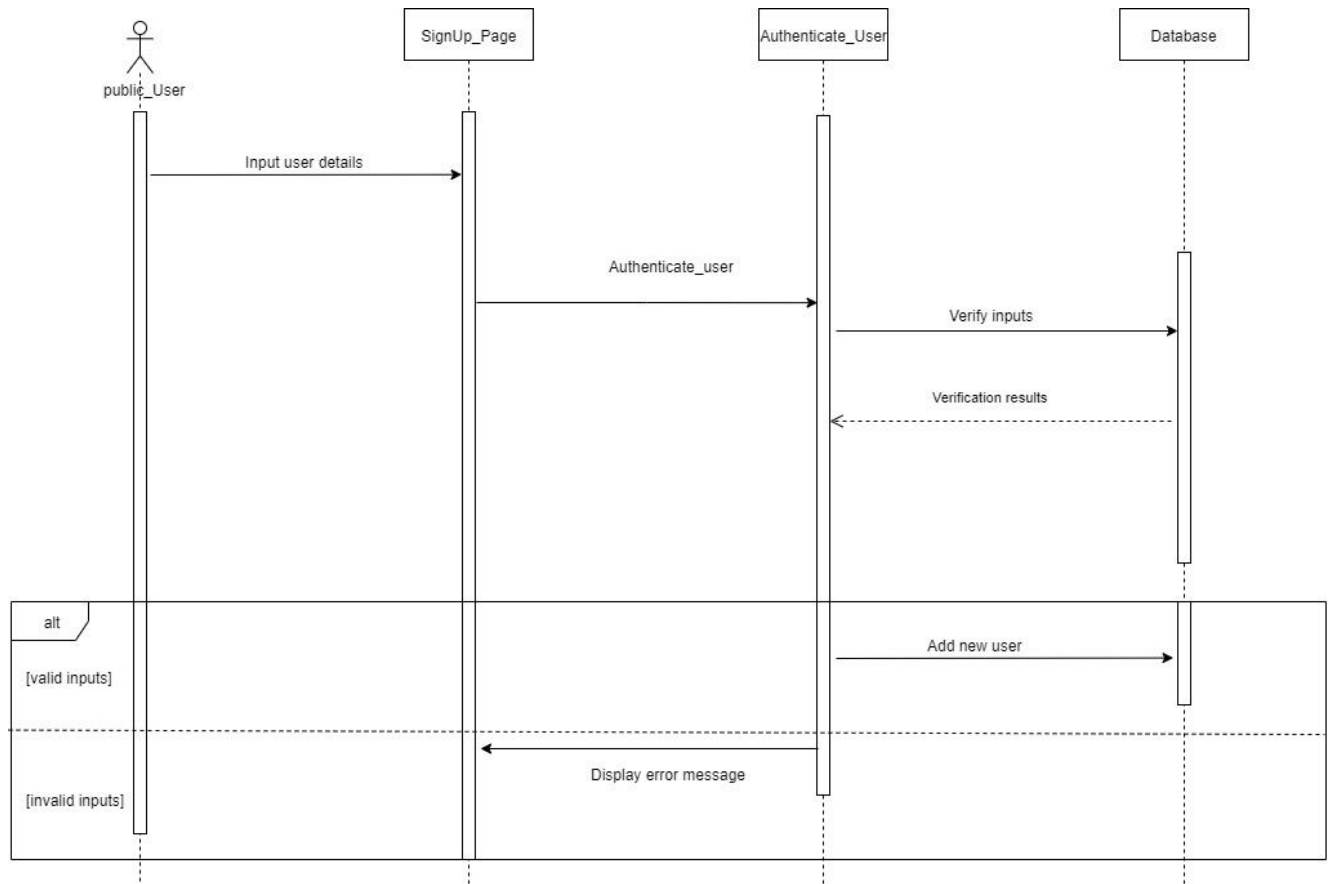 SignUp_Page
Authenticate_User
Database
public_User
Input user details
Authenticate_user
Verify inputs
Verification results
alt
Add new user
[valid inputs]
Display error message
[invalid inputs]